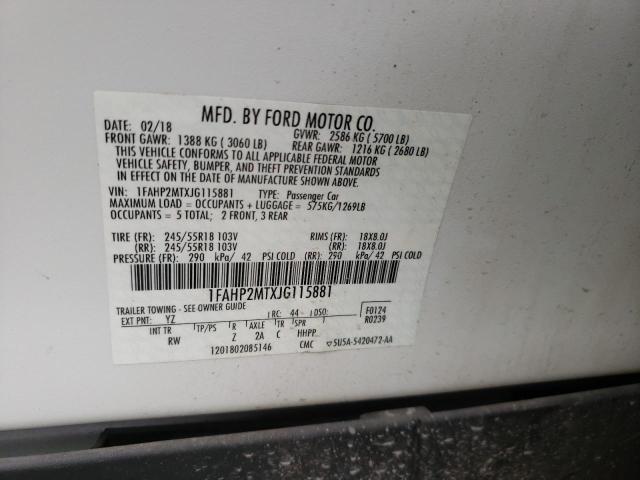 MFD. BY FORD MOTOR CO.
DATE: 02/18 GVWR: 2586 KG ( 5700 LB)
FRONT GAWR: 1388 KG ( 3060 LB) REAR GAWR: 1216 KG ( 2680 LB)
THIS VEHICLE CONFORMS TO ALL APPLICABLE FEDERAL MOTOR
VEHICLE SAFETY, BUMPER, AND THEFT PREVENTION STANDARDS
IN EFFECT ON THE DATE OF MANUFACTURE SHOWN ABOVE.
VIN: 1FAHP2MTXJG115881 TYPE: Passenger Car
MAXIMUM LOAD = OCCUPANTS + LUGGAGE = 575KG/1269LB
OCCUPANTS = 5 TOTAL; 2 FRONT, 3 REAR
TIRE (FR): 245/55R18 103V RIMS (FR): 18X8.0J
(RR): 245/55R18 103V (RR): 18X8.0J
PRESSURE (FR): 290 kPa/ 42 PSI COLD (RR): 290 kPa/ 42 PSI COLD
1FAHP2MTXJG115881
TRAILER TOWING - SEE OWNER GUIDE
EXT PNT: YZ RC: 44 DSO: F0124
R0239
INT TR TP/PS R AXLE TR SPR
RW Z 2A C HHPP
1201802085146 CMC ▽5U5A-5420472-AA